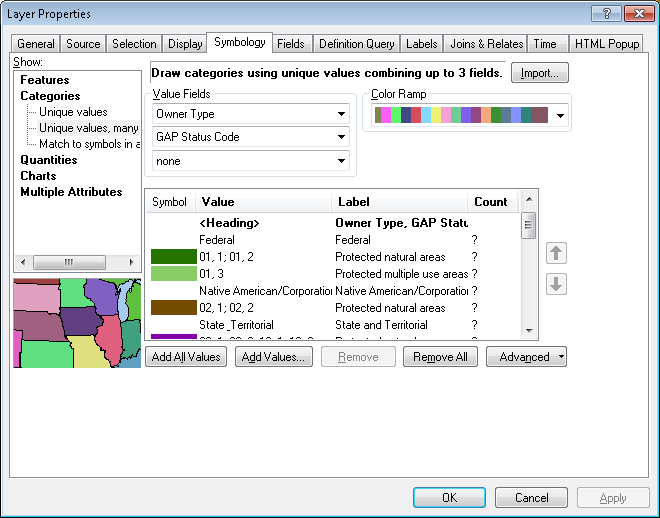 Layer Properties
General Source Selection Display Symbology Fields Definition Query Labels Joins & Relates Time HTML Popup
Show:
Features
Categories
Unique values
Unique values, many
Match to symbols in a
Quantities
Charts
Multiple Attributes
Draw categories using unique values combining up to 3 fields.
Import...
Value Fields
Owner Type
GAP Status Code
none
Color Ramp
Symbol Value Label Count
<Heading> Owner Type, GAP Statu
Federal Federal ?
01, 1; 01, 2 Protected natural areas ?
01, 3 Protected multiple use areas ?
Native American/Corporation Native American/Corporation ?
02, 1; 02, 2 Protected natural areas ?
State _Territorial State and Territorial ?
Add All Values Add Values... Remove Remove All Advanced
OK Cancel Apply